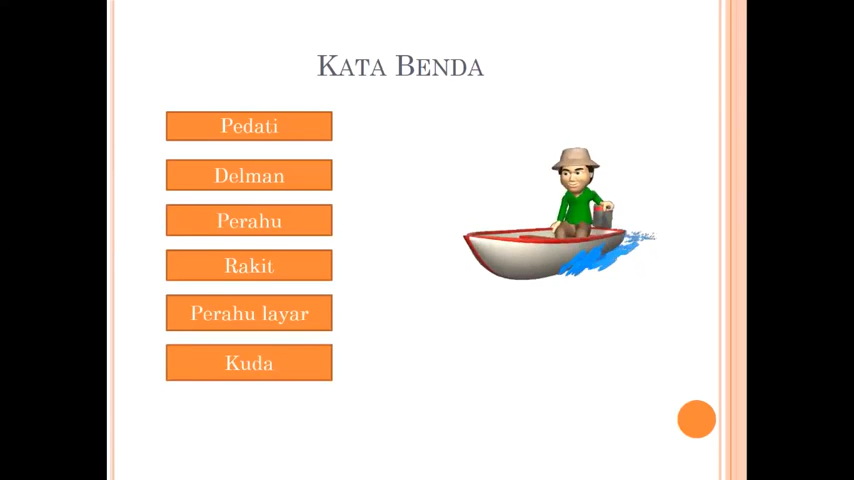 KATA BENDA
Pedati
Delman
Perahu
Rakit
Perahu layar
Kuda